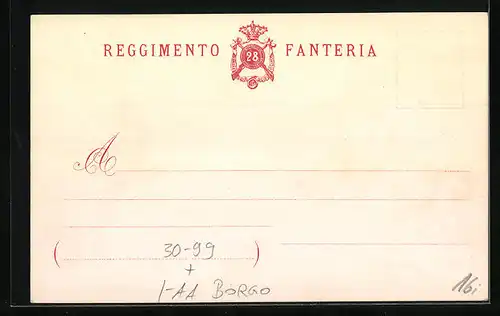 REGGIMENTO 28 FANTERIA
A
( )
30-99
+
1-AA BORGO
16i